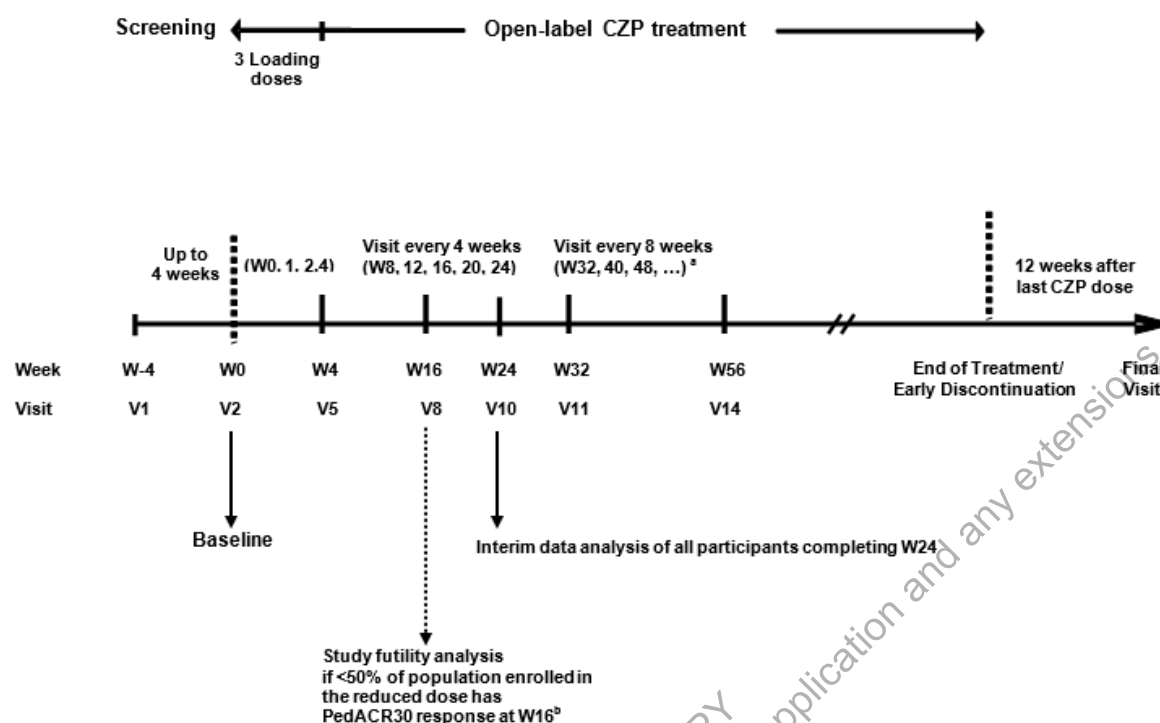 Screening
Open-label CZP treatment
3 Loading
doses
Up to
4 weeks
(W0, 1, 2.4)
Visit every 4 weeks
(W8, 12, 16, 20, 24)
Visit every 8 weeks
(W32, 40, 48, ...) a
12 weeks after
last CZP dose
Week W-4 W0 W4 W16 W24 W32 W56 End of Treatment/
Early Discontinuation
Final
Visit
Visit V1 V2 V5 V8 V10 V11 V14
Baseline
Interim data analysis of all participants completing W24
Study futility analysis
if <50% of population enrolled in
the reduced dose has
PedACR30 response at W16b
application and any extensions